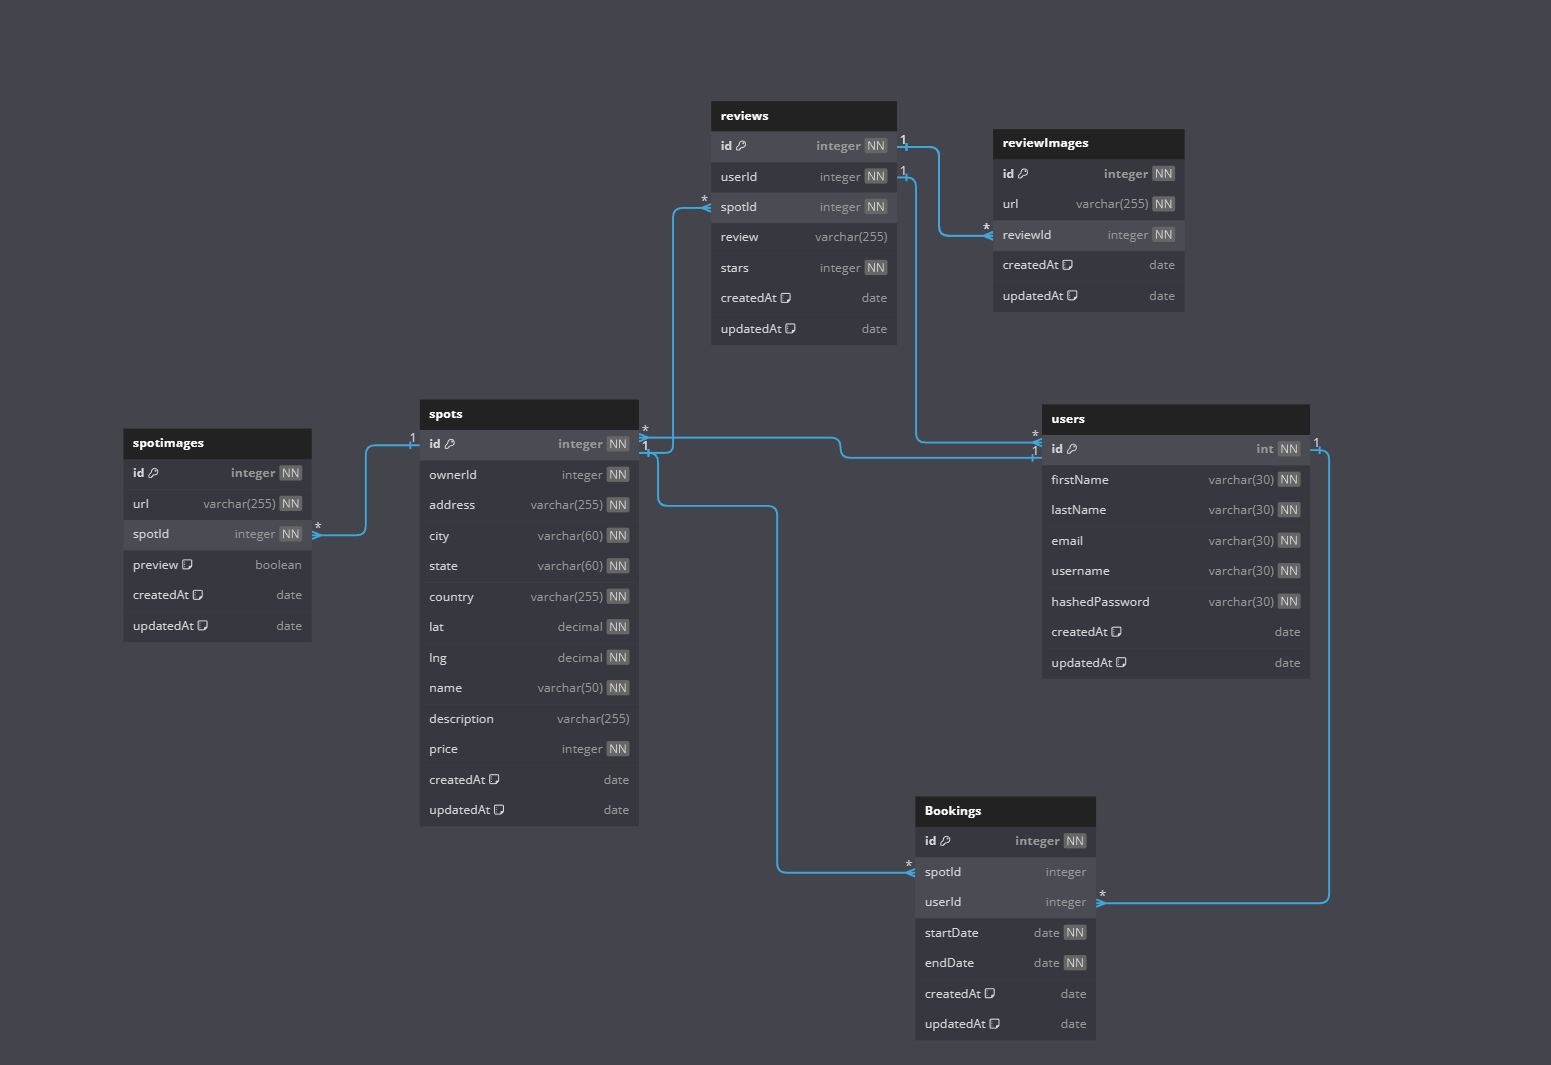 reviews
id integer NN
userId integer NN
spotId integer NN
review varchar(255)
stars integer NN
createdAt date
updatedAt date
1
1
*
reviewImages
id integer NN
url varchar(255) NN
reviewId integer NN
createdAt date
updatedAt date
*
spotimages
id integer NN
url varchar(255) NN
spotId integer NN
preview boolean
createdAt date
updatedAt date
*
1
spots
id integer NN
ownerId integer NN
address varchar(255) NN
city varchar(60) NN
state varchar(60) NN
country varchar(255) NN
lat decimal NN
lng decimal NN
name varchar(50) NN
description varchar(255)
price integer NN
createdAt date
updatedAt date
*
1
*
1
users
id int NN
firstName varchar(30) NN
lastName varchar(30) NN
email varchar(30) NN
username varchar(30) NN
hashedPassword varchar(30) NN
createdAt date
updatedAt date
1
Bookings
id integer NN
spotId integer
userId integer
startDate date NN
endDate date NN
createdAt date
updatedAt date
*
*